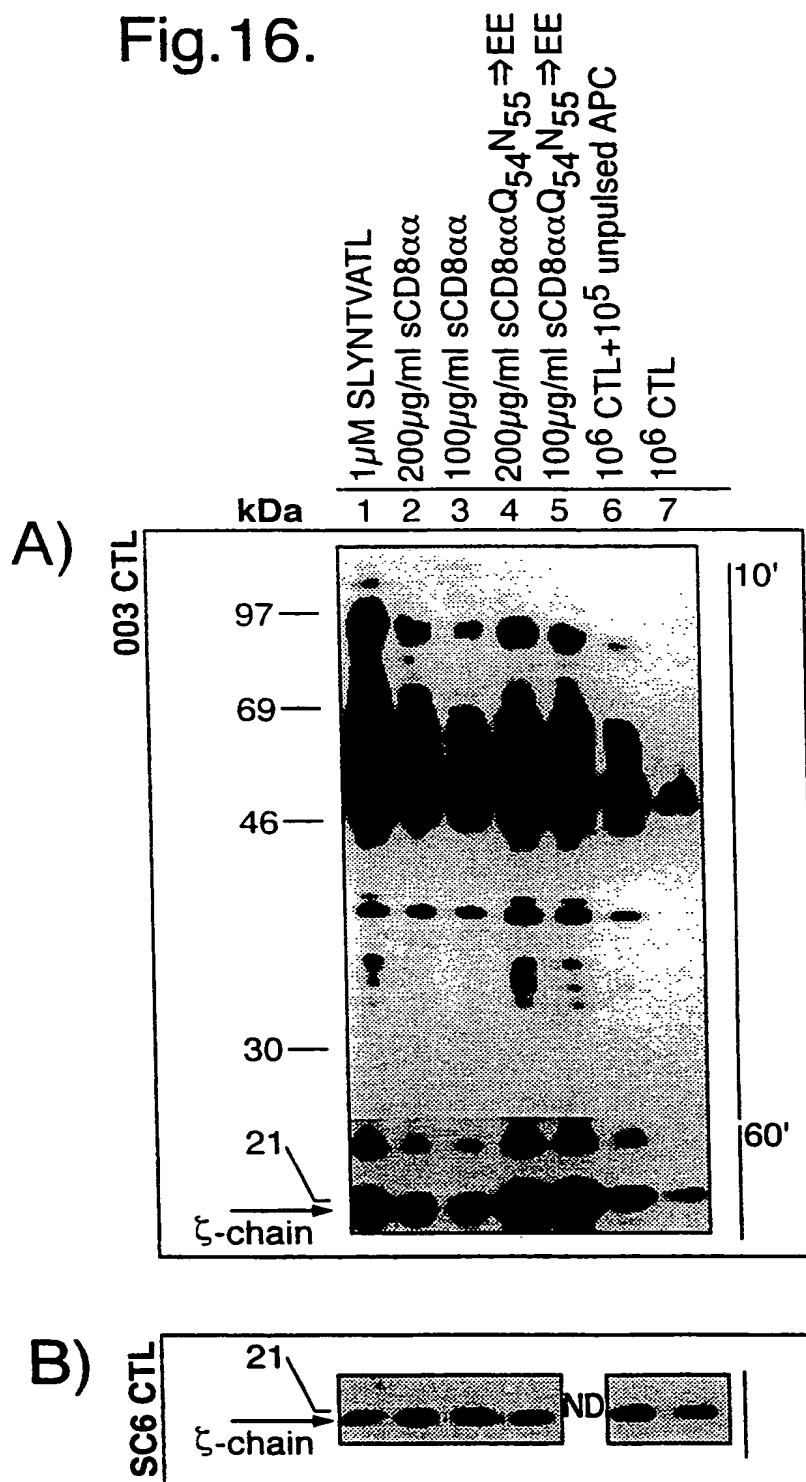 Fig.16.
1µM SLYNTVATL
200µg/ml sCD8αα
100µg/ml sCD8αα
200µg/ml sCD8ααQ54N55⇒EE
100µg/ml sCD8ααQ54N55⇒EE
10⁶ CTL+10⁵ unpulsed APC
10⁶ CTL
kDa 1 2 3 4 5 6 7
A)
003 CTL
10'
97
69
46
30
60'
21
ζ-chain
B)
SC6 CTL
21
ND
ζ-chain